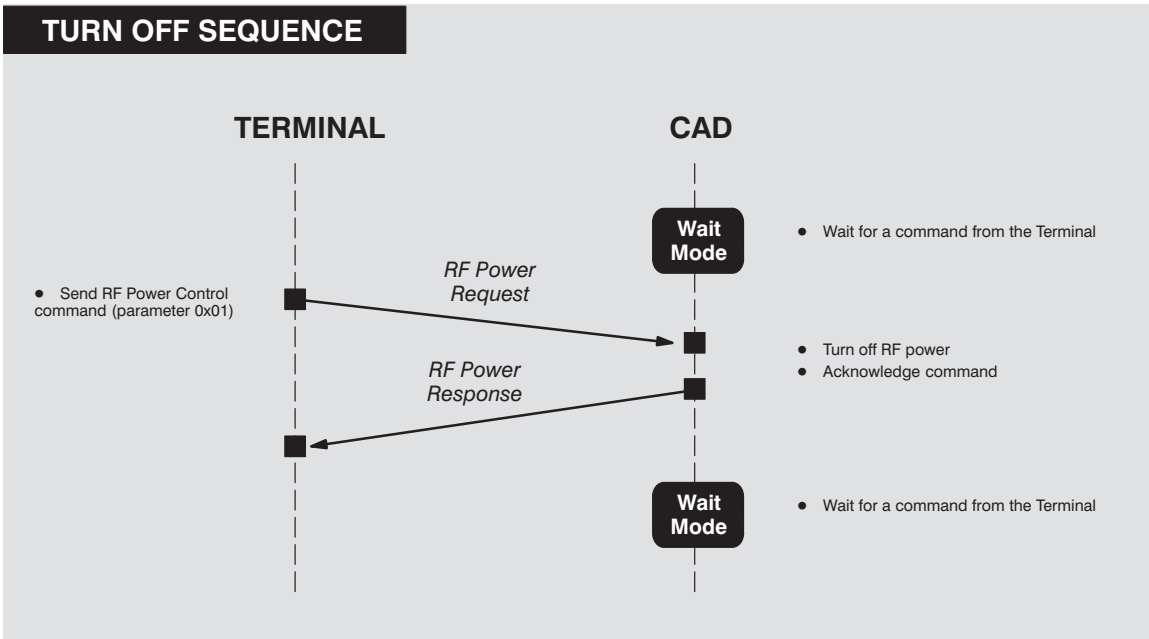 TURN OFF SEQUENCE
TERMINAL
CAD
Wait
Mode
● Wait for a command from the Terminal
RF Power
Request
● Send RF Power Control
command (parameter 0x01)
● Turn off RF power
● Acknowledge command
RF Power
Response
Wait
Mode
● Wait for a command from the Terminal